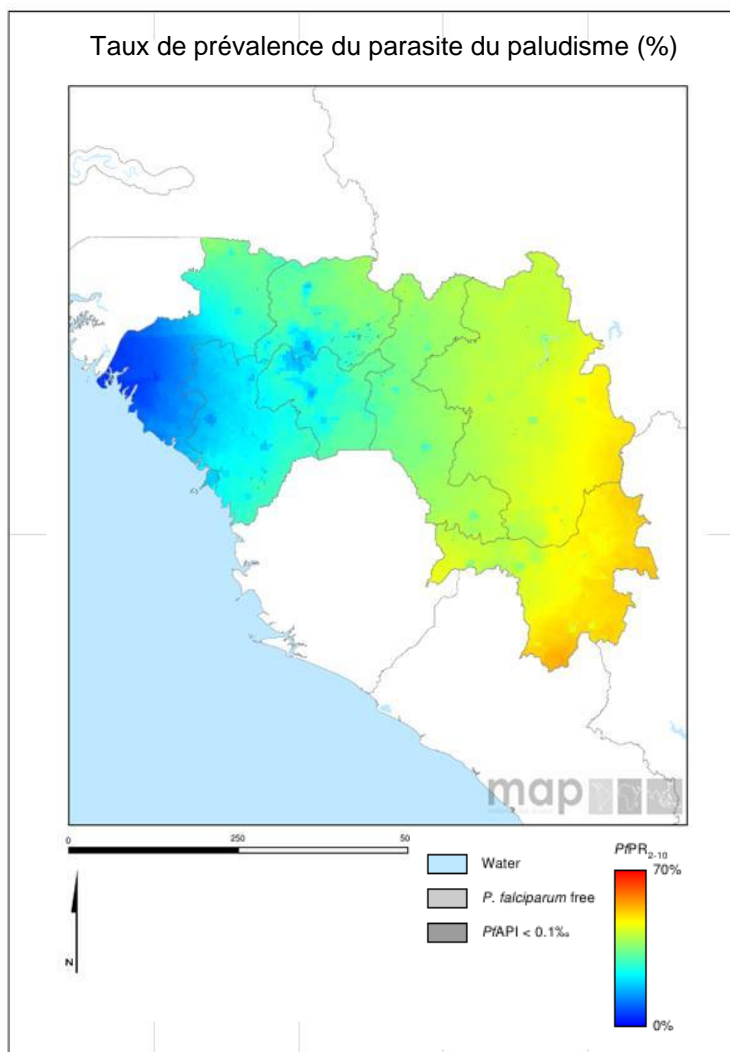 Taux de prévalence du parasite du paludisme (%)
map
0 250 50
Water
P. falciparum free
PfAPI < 0.1‰
PfPR2-10
70%
0%
N